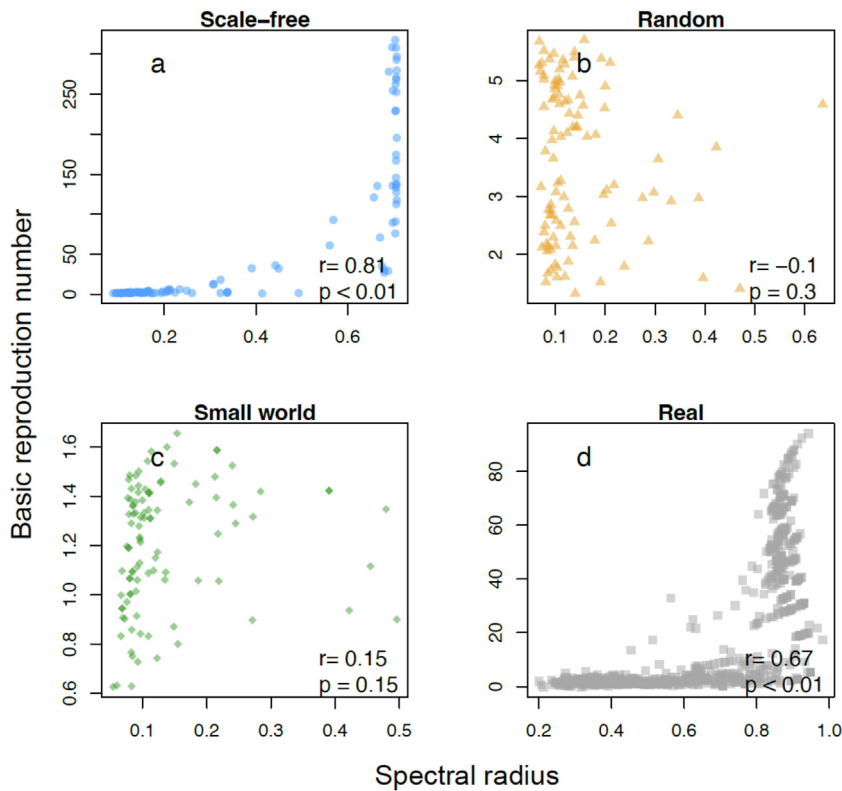 Scale−free
Random
a
b
250
150
50
0
r= 0.81
p < 0.01
0.2
0.4
0.6
5
4
3
2
r= −0.1
p = 0.3
0.1
0.2
0.3
0.4
0.5
0.6
Basic reproduction number
Small world
Real
c
d
1.6
1.4
1.2
1.0
0.8
0.6
r= 0.15
p = 0.15
0.1
0.2
0.3
0.4
0.5
80
60
40
20
0
r= 0.67
p < 0.01
0.2
0.4
0.6
0.8
1.0
Spectral radius